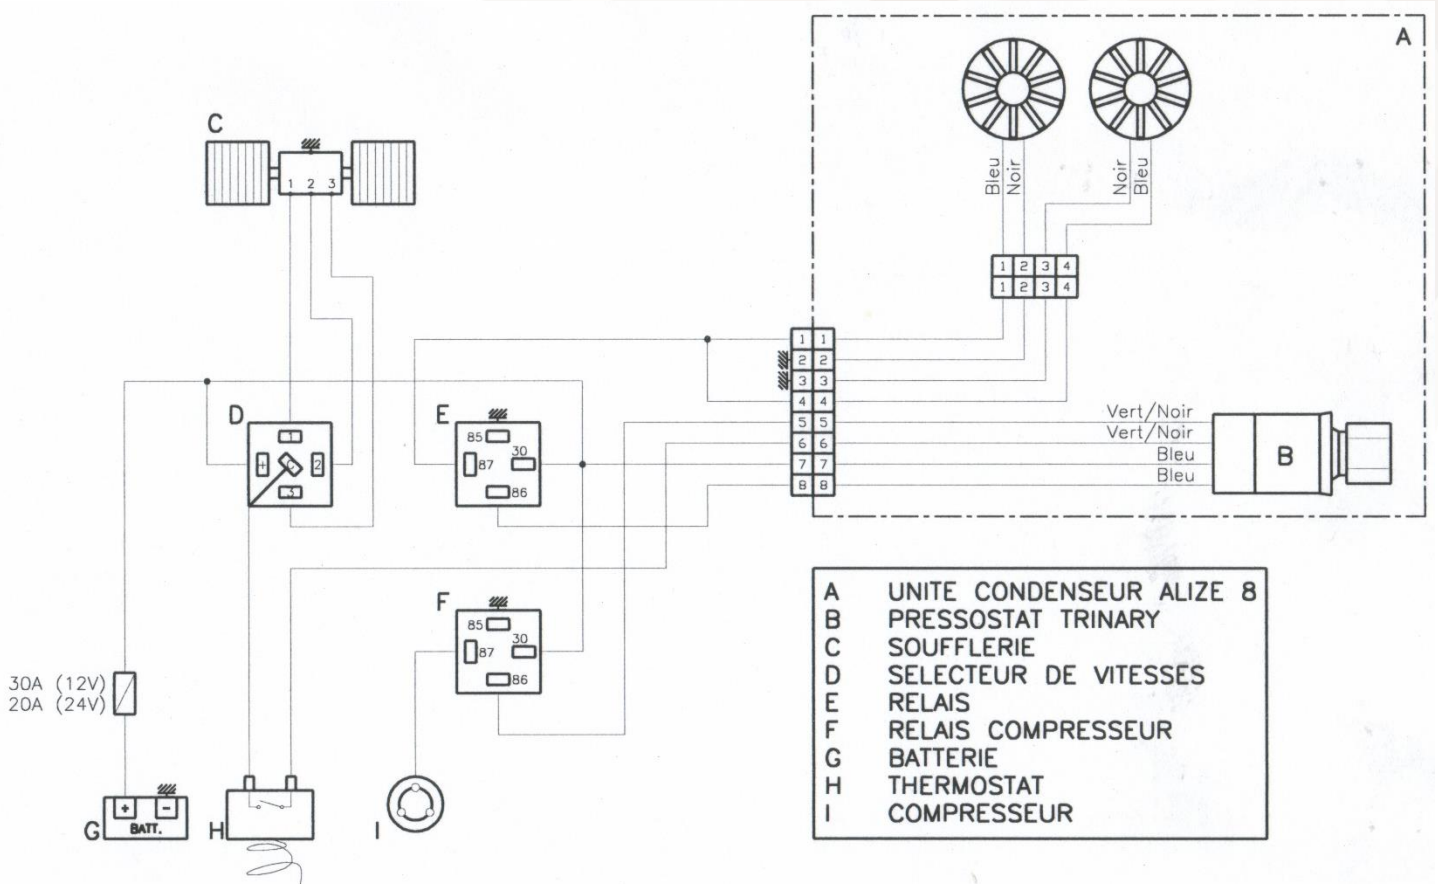 A
C
1 2 3
Bleu
Noir
Noir
Bleu
1 2 3 4
1 2 3 4
1 1
2 2
3 3
4 4
5 5
6 6
7 7
8 8
Vert/Noir
Vert/Noir
Bleu
Bleu
B
D
1
+ C 2
3
E
85
30
87
86
F
85
30
87
86
30A (12V)
20A (24V)
G
+ -
BATT.
H
I
A UNITE CONDENSEUR ALIZE 8
B PRESSOSTAT TRINARY
C SOUFFLERIE
D SELECTEUR DE VITESSES
E RELAIS
F RELAIS COMPRESSEUR
G BATTERIE
H THERMOSTAT
I COMPRESSEUR